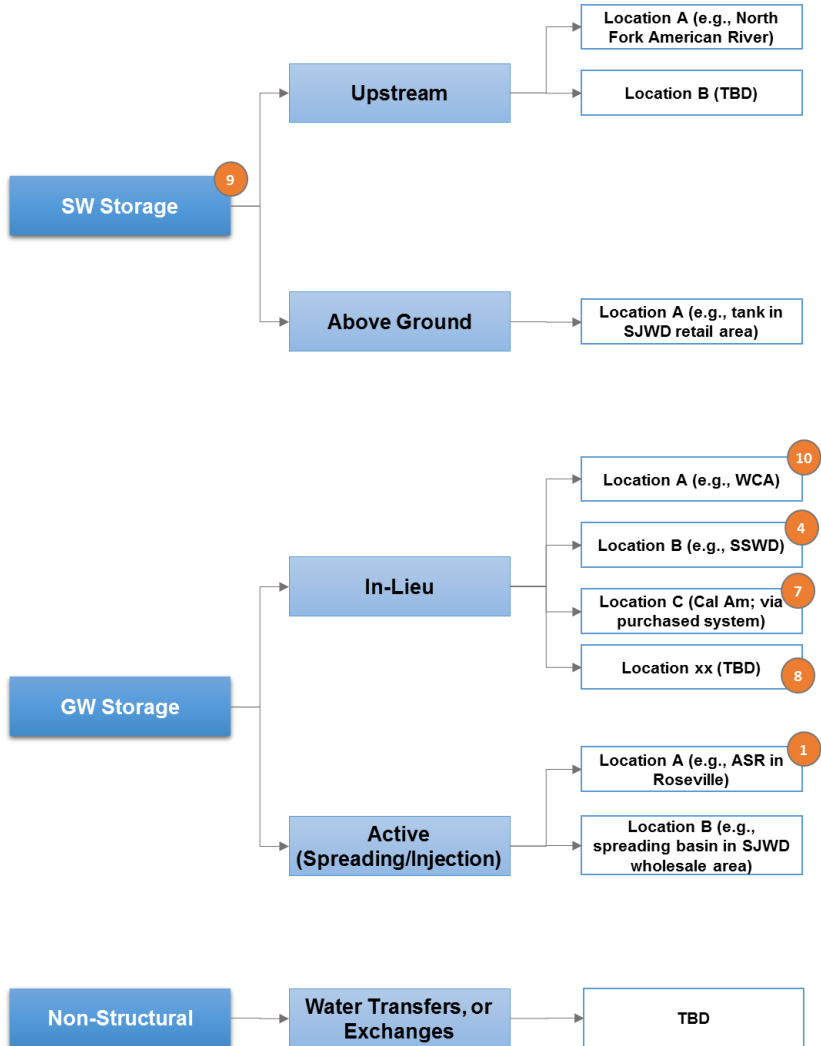 Location A (e.g., North
Fork American River)
Upstream
Location B (TBD)
9
SW Storage
Above Ground
Location A (e.g., tank in
SJWD retail area)
10
Location A (e.g., WCA)
4
Location B (e.g., SSWD)
In-Lieu
7
Location C (Cal Am; via
purchased system)
Location xx (TBD)
8
GW Storage
1
Location A (e.g., ASR in
Roseville)
Active
(Spreading/Injection)
Location B (e.g.,
spreading basin in SJWD
wholesale area)
Non-Structural
Water Transfers, or
Exchanges
TBD